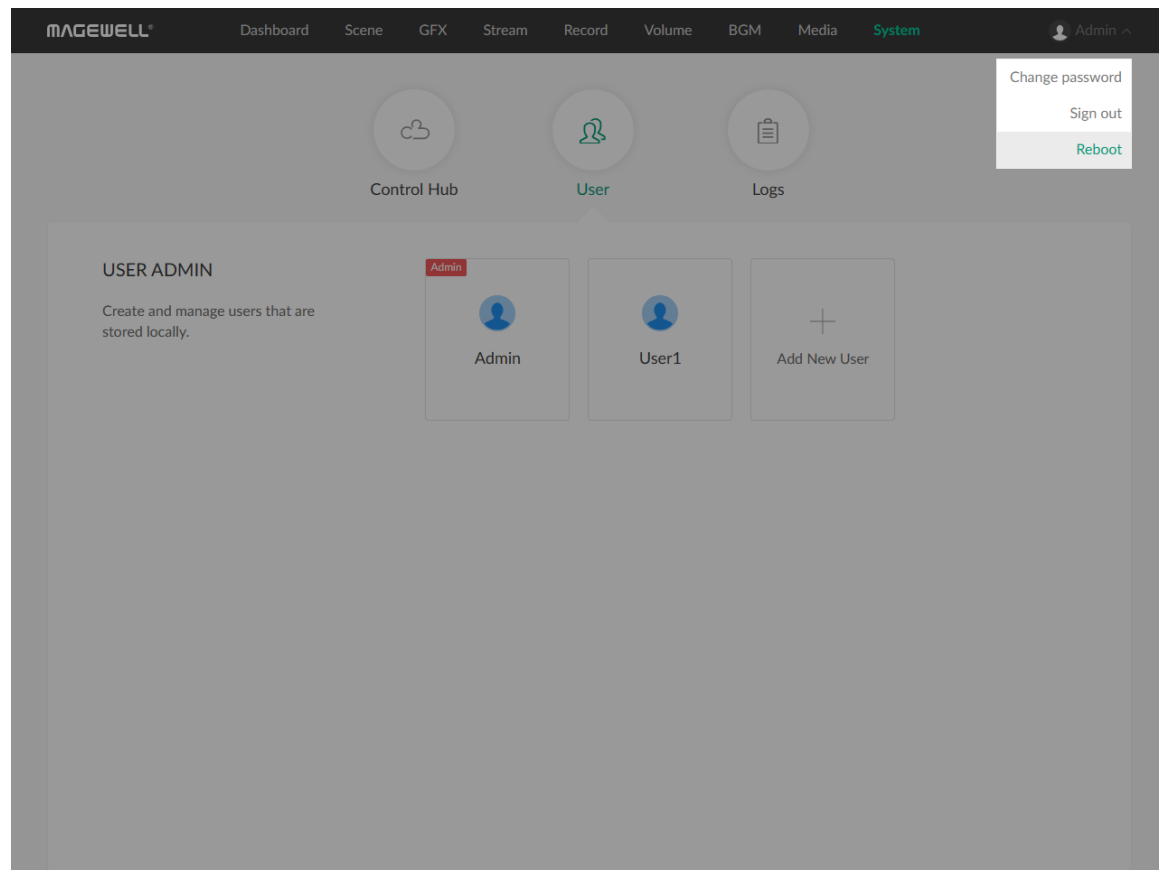 MAGEWELL®
Dashboard Scene GFX Stream Record Volume BGM Media System Admin
Change password
Sign out
Reboot
Control Hub User Logs
USER ADMIN
Create and manage users that are
stored locally.
Admin
Admin User1 Add New User